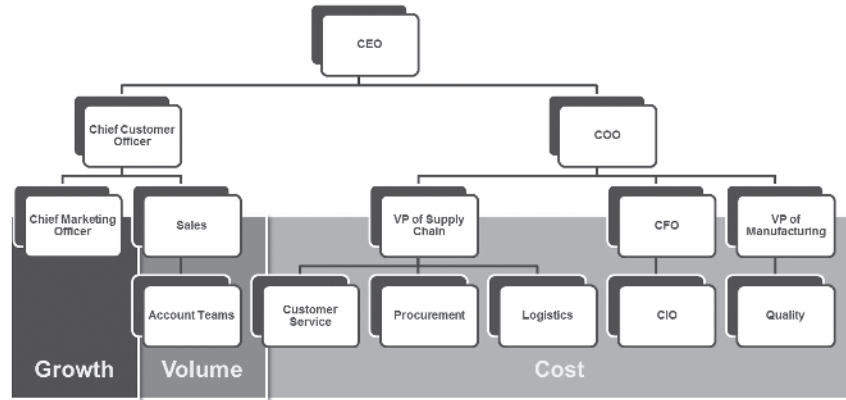 CEO
Chief Customer
Officer
COO
Chief Marketing
Officer
Sales
VP of Supply
Chain
CFO
VP of
Manufacturing
Account Teams
Customer
Service
Procurement
Logistics
CIO
Quality
Growth
Volume
Cost